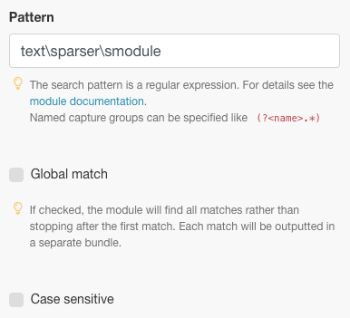 Pattern
text\sparser\smodule
The search pattern is a regular expression. For details see the
module documentation.
Named capture groups can be specified like (?<name>.*)
Global match
If checked, the module will find all matches rather than
stopping after the first match. Each match will be outputted in
a separate bundle.
Case sensitive